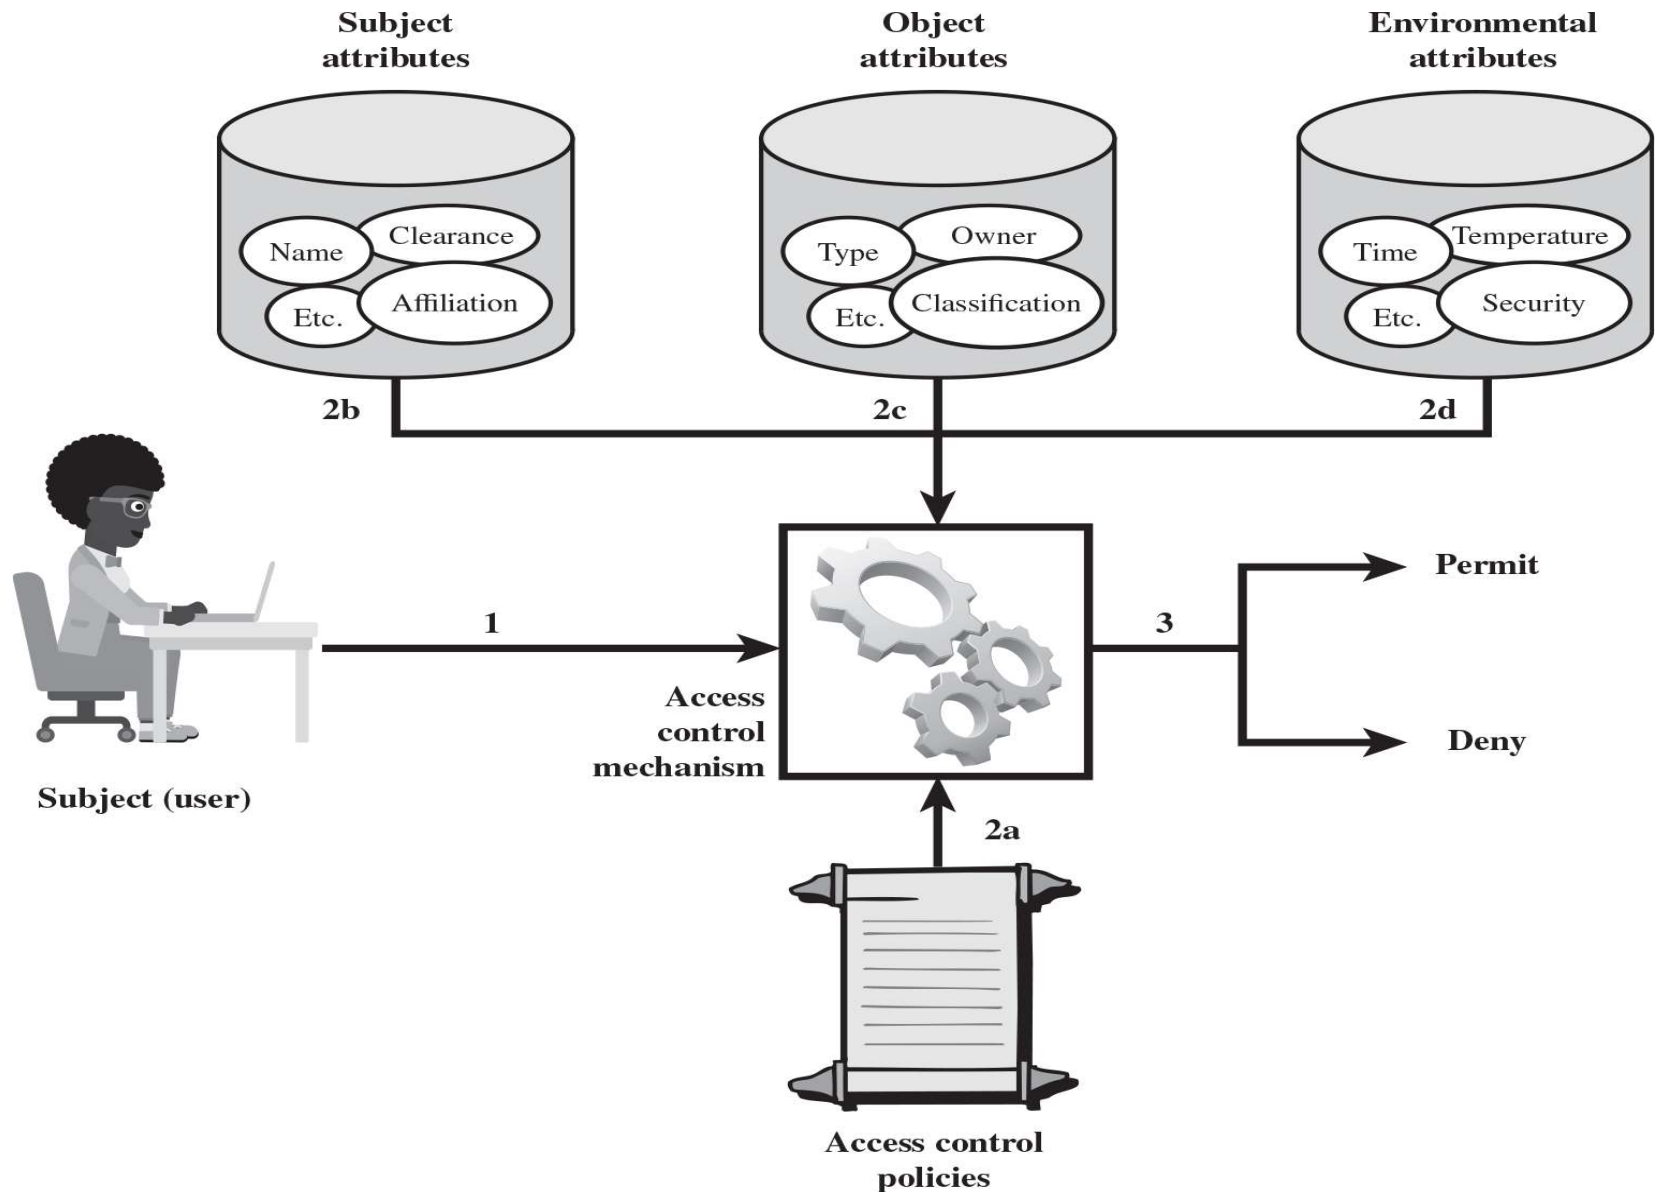 Subject
attributes
Object
attributes
Environmental
attributes
Name
Clearance
Etc.
Affiliation
Type
Owner
Etc.
Classification
Time
Temperature
Etc.
Security
2b
2c
2d
1
3
Permit
Deny
Access
control
mechanism
Subject (user)
2a
Access control
policies